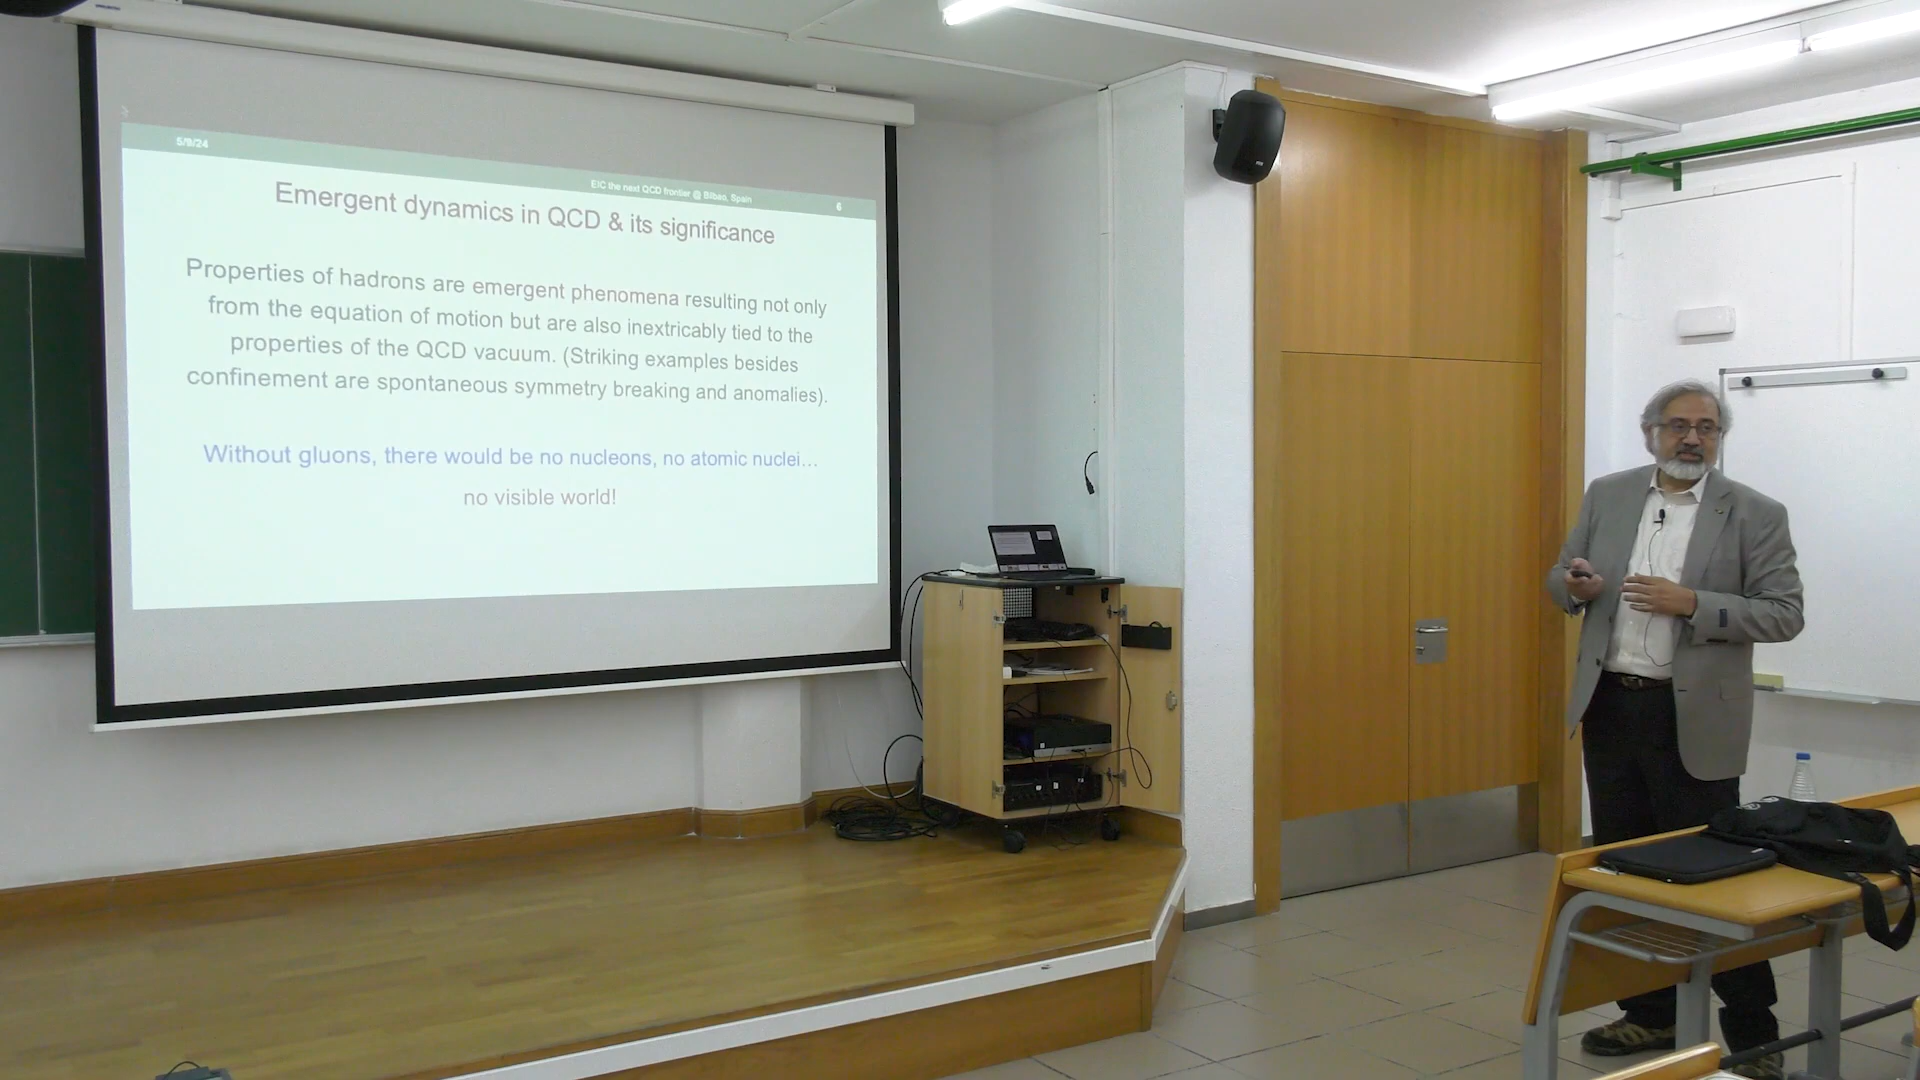 5/9/24
EIC the next QCD frontier @ Bilbao, Spain
6
Emergent dynamics in QCD & its significance
Properties of hadrons are emergent phenomena resulting not only
from the equation of motion but are also inextricably tied to the
properties of the QCD vacuum. (Striking examples besides
confinement are spontaneous symmetry breaking and anomalies).
Without gluons, there would be no nucleons, no atomic nuclei...
no visible world!